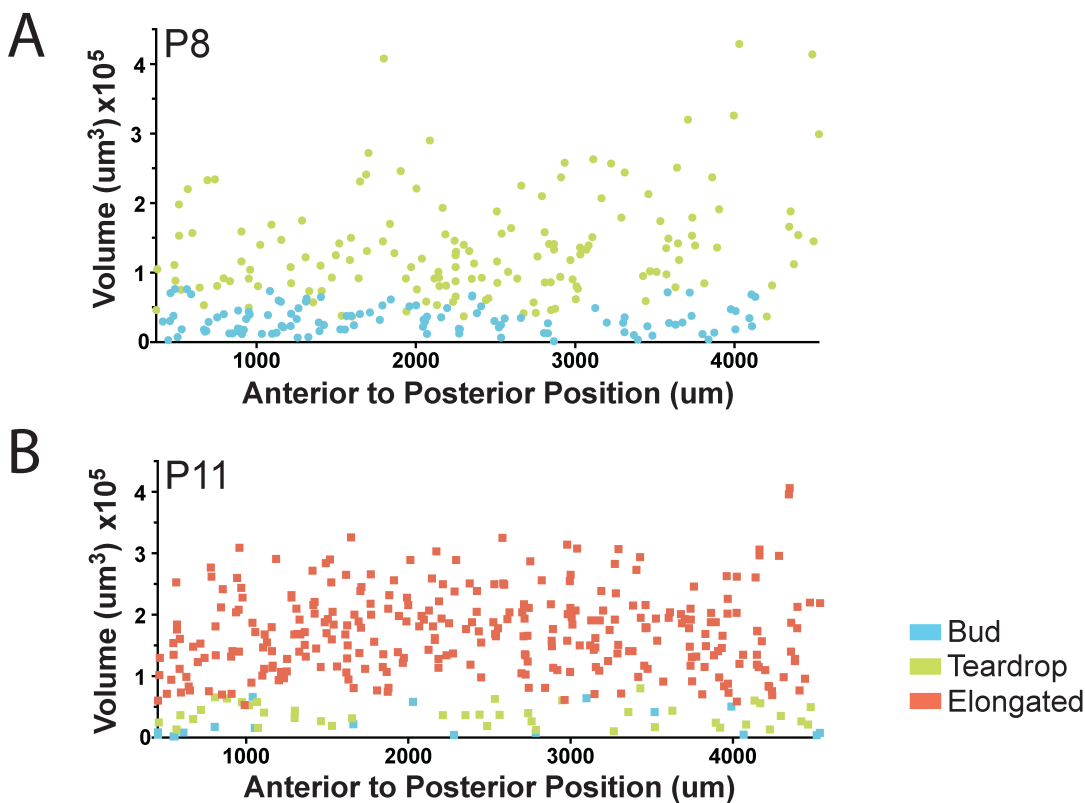 A
P8
Volume (um³) x10⁵
4
3
2
1
0
1000 2000 3000 4000
Anterior to Posterior Position (um)
B
P11
Volume (um³) x10⁵
4
3
2
1
0
1000 2000 3000 4000
Anterior to Posterior Position (um)
Bud
Teardrop
Elongated